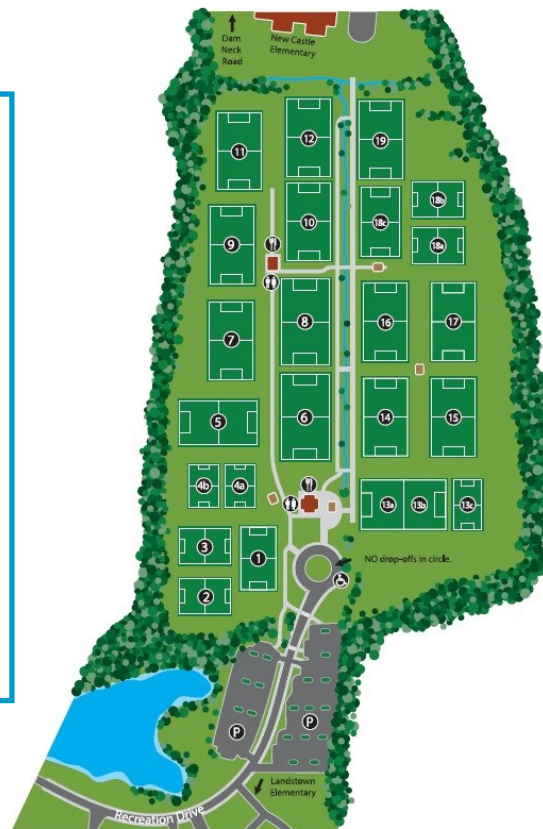 Dam
Neck
Road
New Castle
Elementary
11
12
19
9
10
18c
18b
18a
7
8
16
17
5
6
14
15
4b
4a
13a
13b
13c
3
1
2
NO drop-offs in circle.
P
P
Landstown
Elementary
Recreation Drive